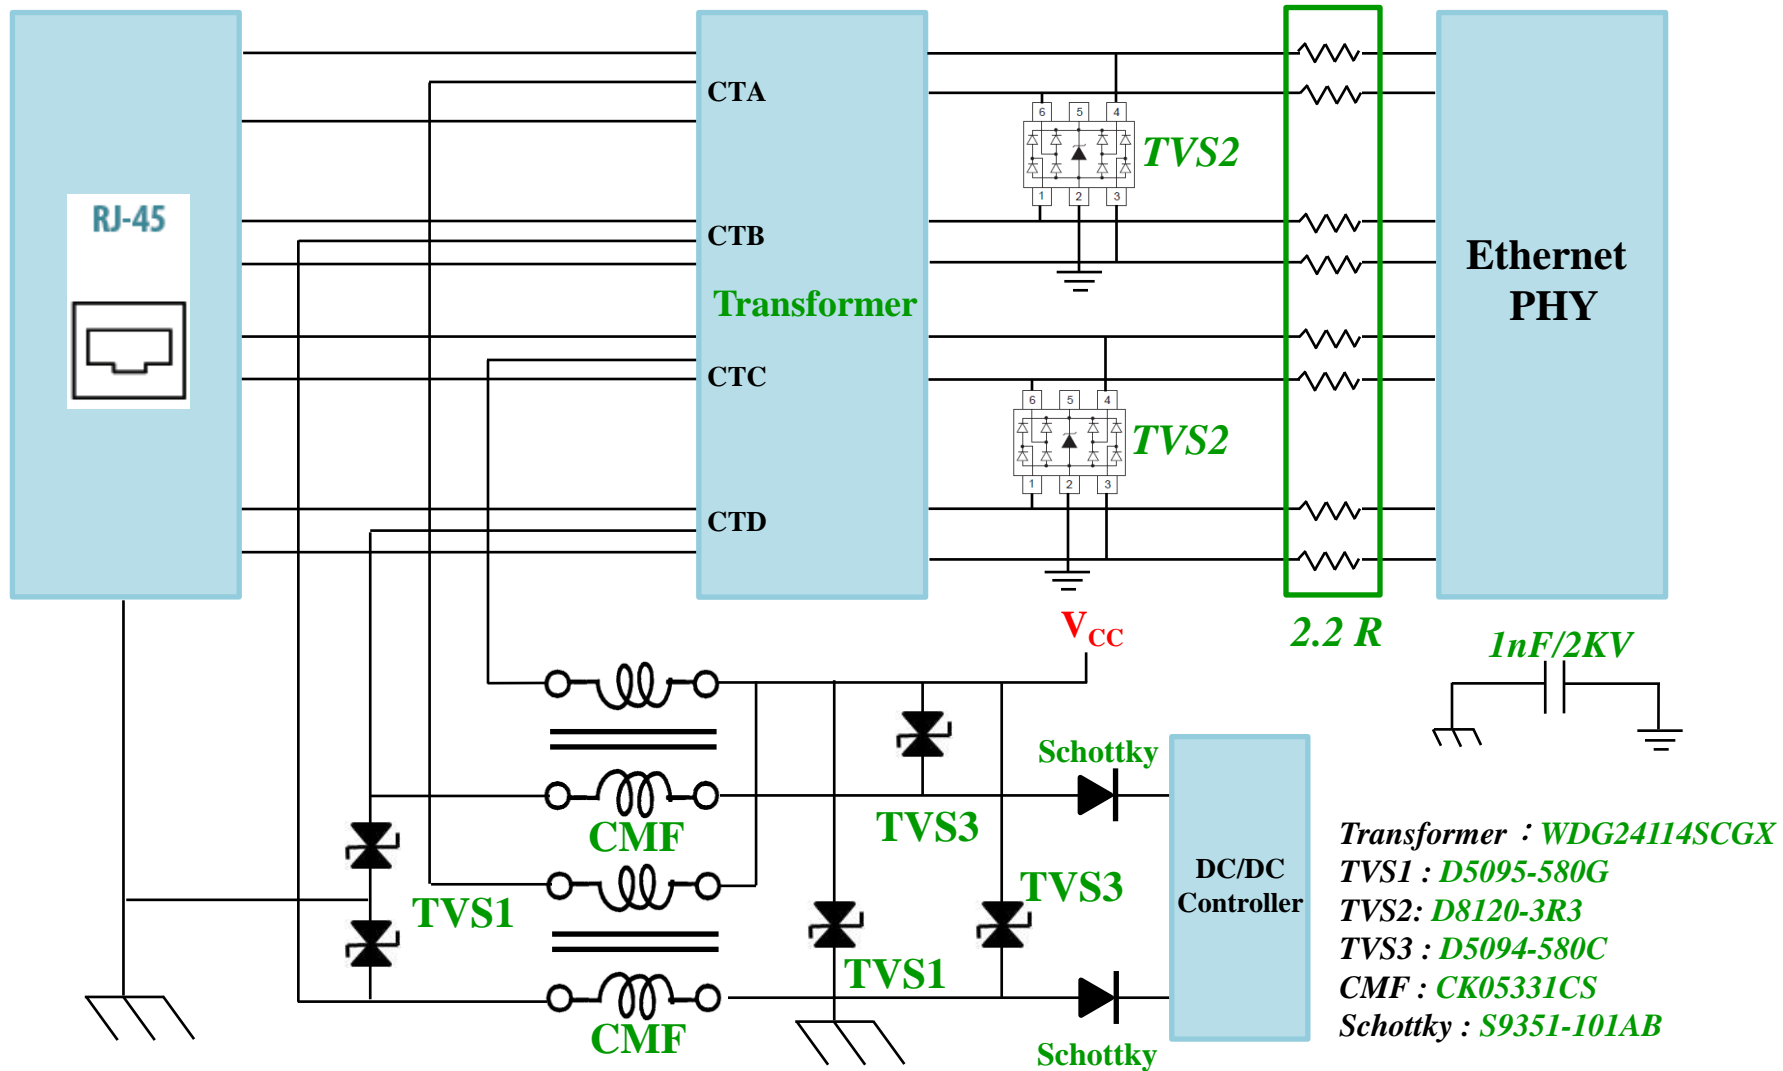 RJ-45
CTA
CTB
Transformer
CTC
CTD
6 5 4
TVS2
1 2 3
6 5 4
TVS2
1 2 3
Ethernet
PHY
2.2 R
VCC
1nF/2KV
Schottky
TVS3
CMF
TVS3
TVS1
DC/DC
Controller
TVS1
CMF
Schottky
Transformer : WDG24114SCGX
TVS1 : D5095-580G
TVS2: D8120-3R3
TVS3 : D5094-580C
CMF : CK05331CS
Schottky : S9351-101AB